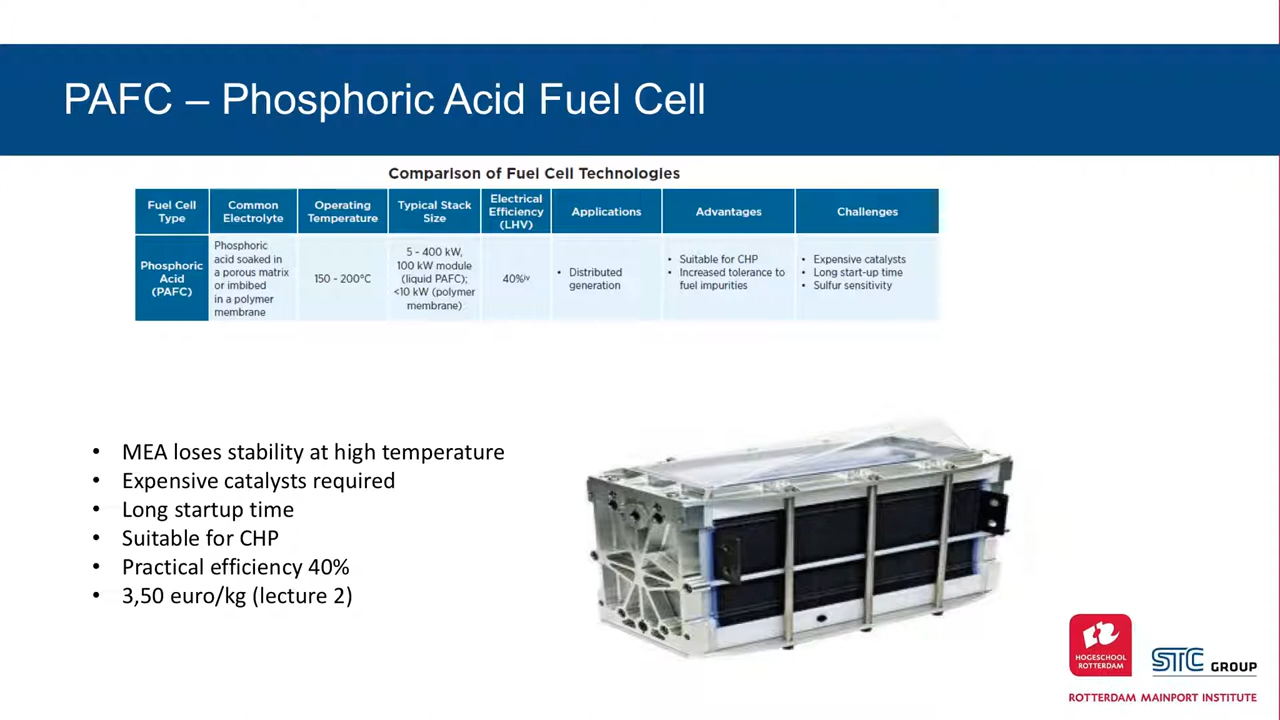 PAFC – Phosphoric Acid Fuel Cell
Comparison of Fuel Cell Technologies
Fuel Cell
Type
Common
Electrolyte
Operating
Temperature
Typical Stack
Size
Electrical
Efficiency
(LHV)
Applications
Advantages
Challenges
Phosphoric
Acid
(PAFC)
Phosphoric
acid soaked in
a porous matrix
or imbibed
in a polymer
membrane
150 - 200°C
5 - 400 kW,
100 kW module
(liquid PAFC);
<10 kW (polymer
membrane)
40%ⁱᵛ
• Distributed
generation
• Suitable for CHP
• Increased tolerance to
fuel impurities
• Expensive catalysts
• Long start-up time
• Sulfur sensitivity
• MEA loses stability at high temperature
• Expensive catalysts required
• Long startup time
• Suitable for CHP
• Practical efficiency 40%
• 3,50 euro/kg (lecture 2)
HOGESCHOOL
ROTTERDAM
STC GROUP
ROTTERDAM MAINPORT INSTITUTE